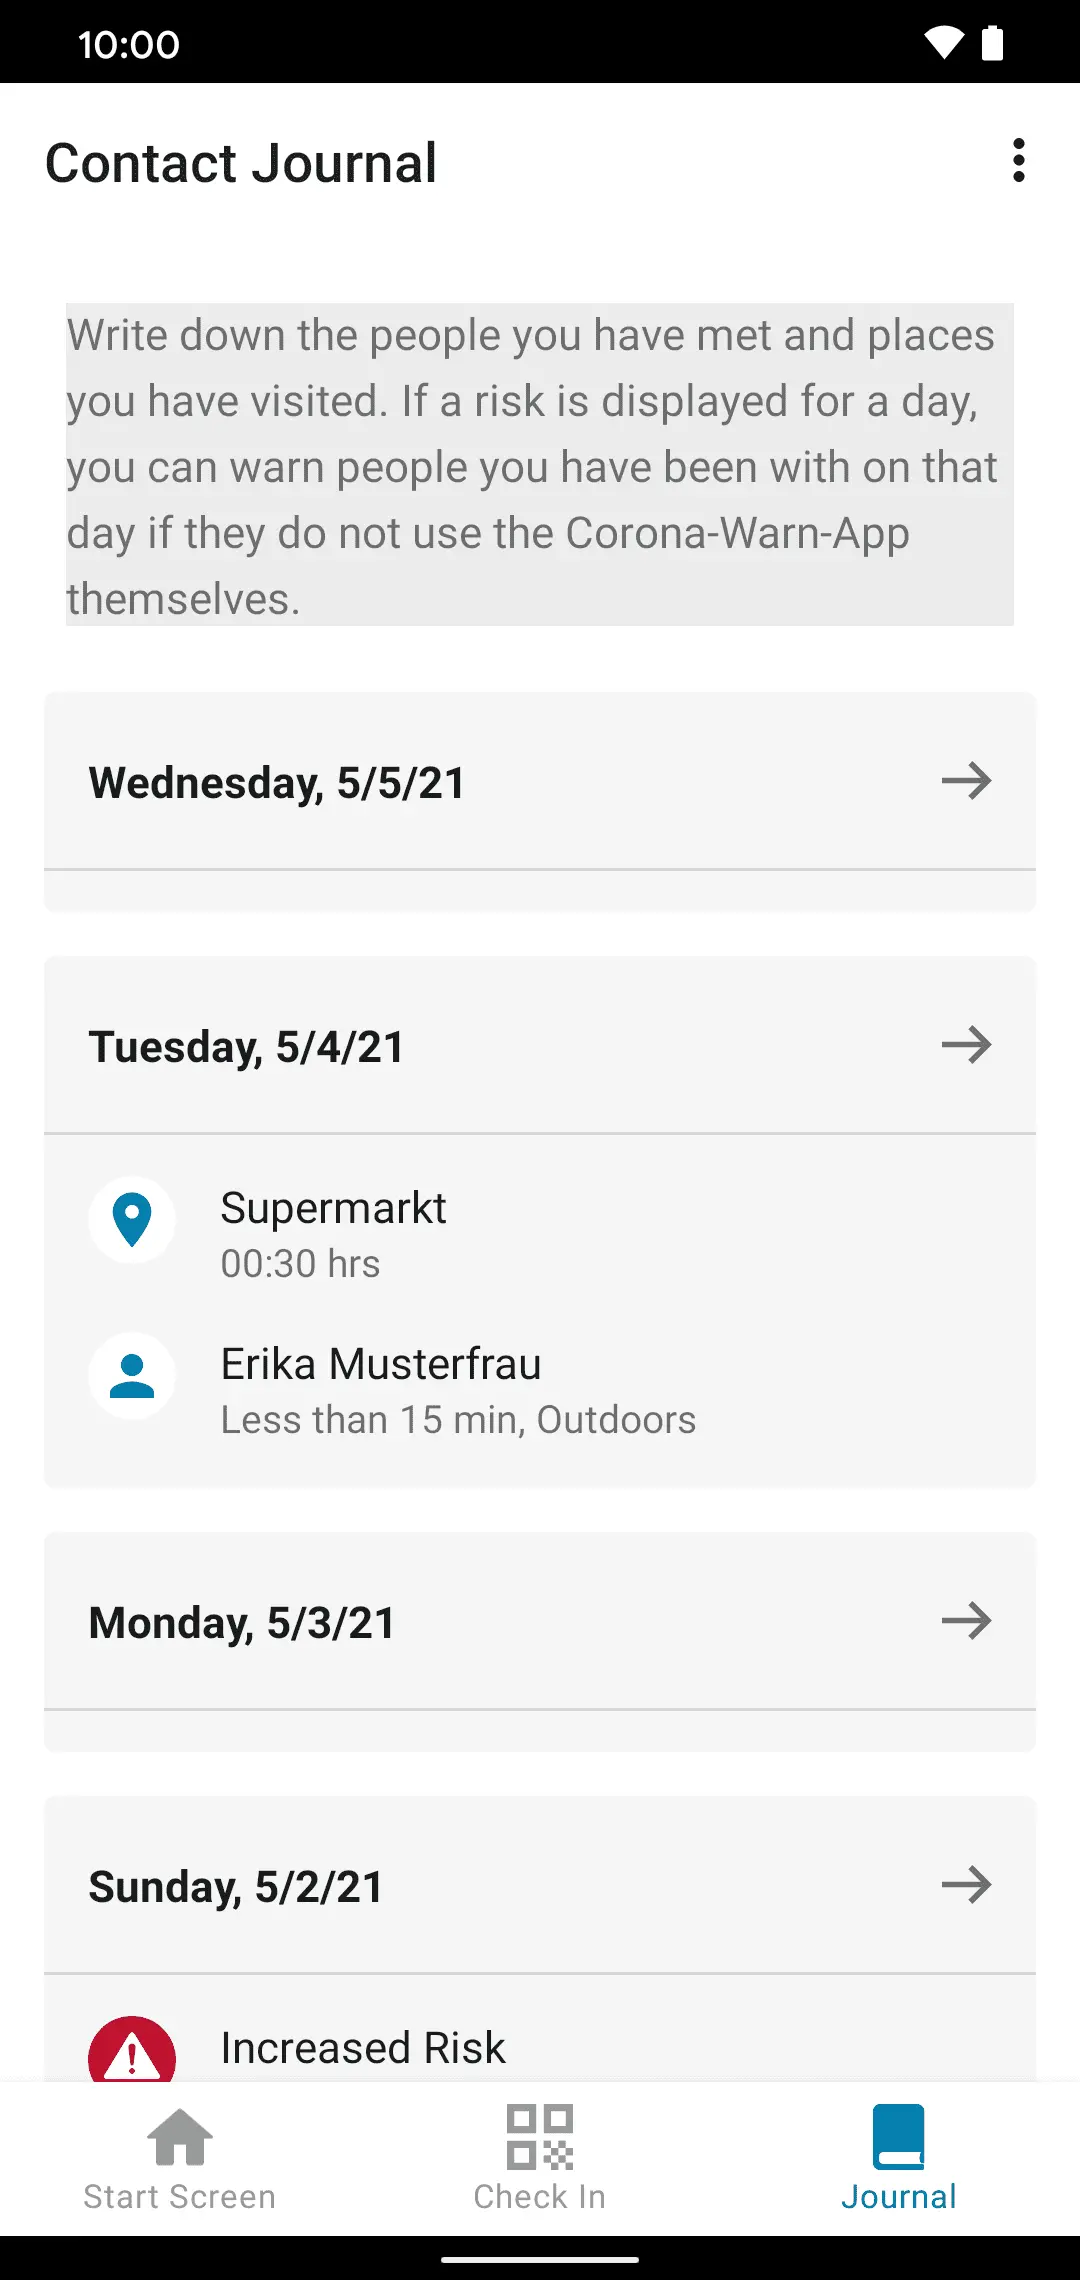 10:00
Contact Journal
Write down the people you have met and places
you have visited. If a risk is displayed for a day,
you can warn people you have been with on that
day if they do not use the Corona-Warn-App
themselves.
Wednesday, 5/5/21
Tuesday, 5/4/21
Supermarkt
00:30 hrs
Erika Musterfrau
Less than 15 min, Outdoors
Monday, 5/3/21
Sunday, 5/2/21
Increased Risk
Start Screen
Check In
Journal